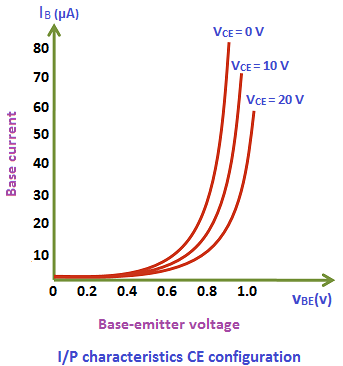 I B (μA)
80
70
60
50
40
30
20
10
Base current
VCE = 0 V
VCE = 10 V
VCE = 20 V
0 0.2 0.4 0.6 0.8 1.0
VBE(v)
Base-emitter voltage
I/P characteristics CE configuration